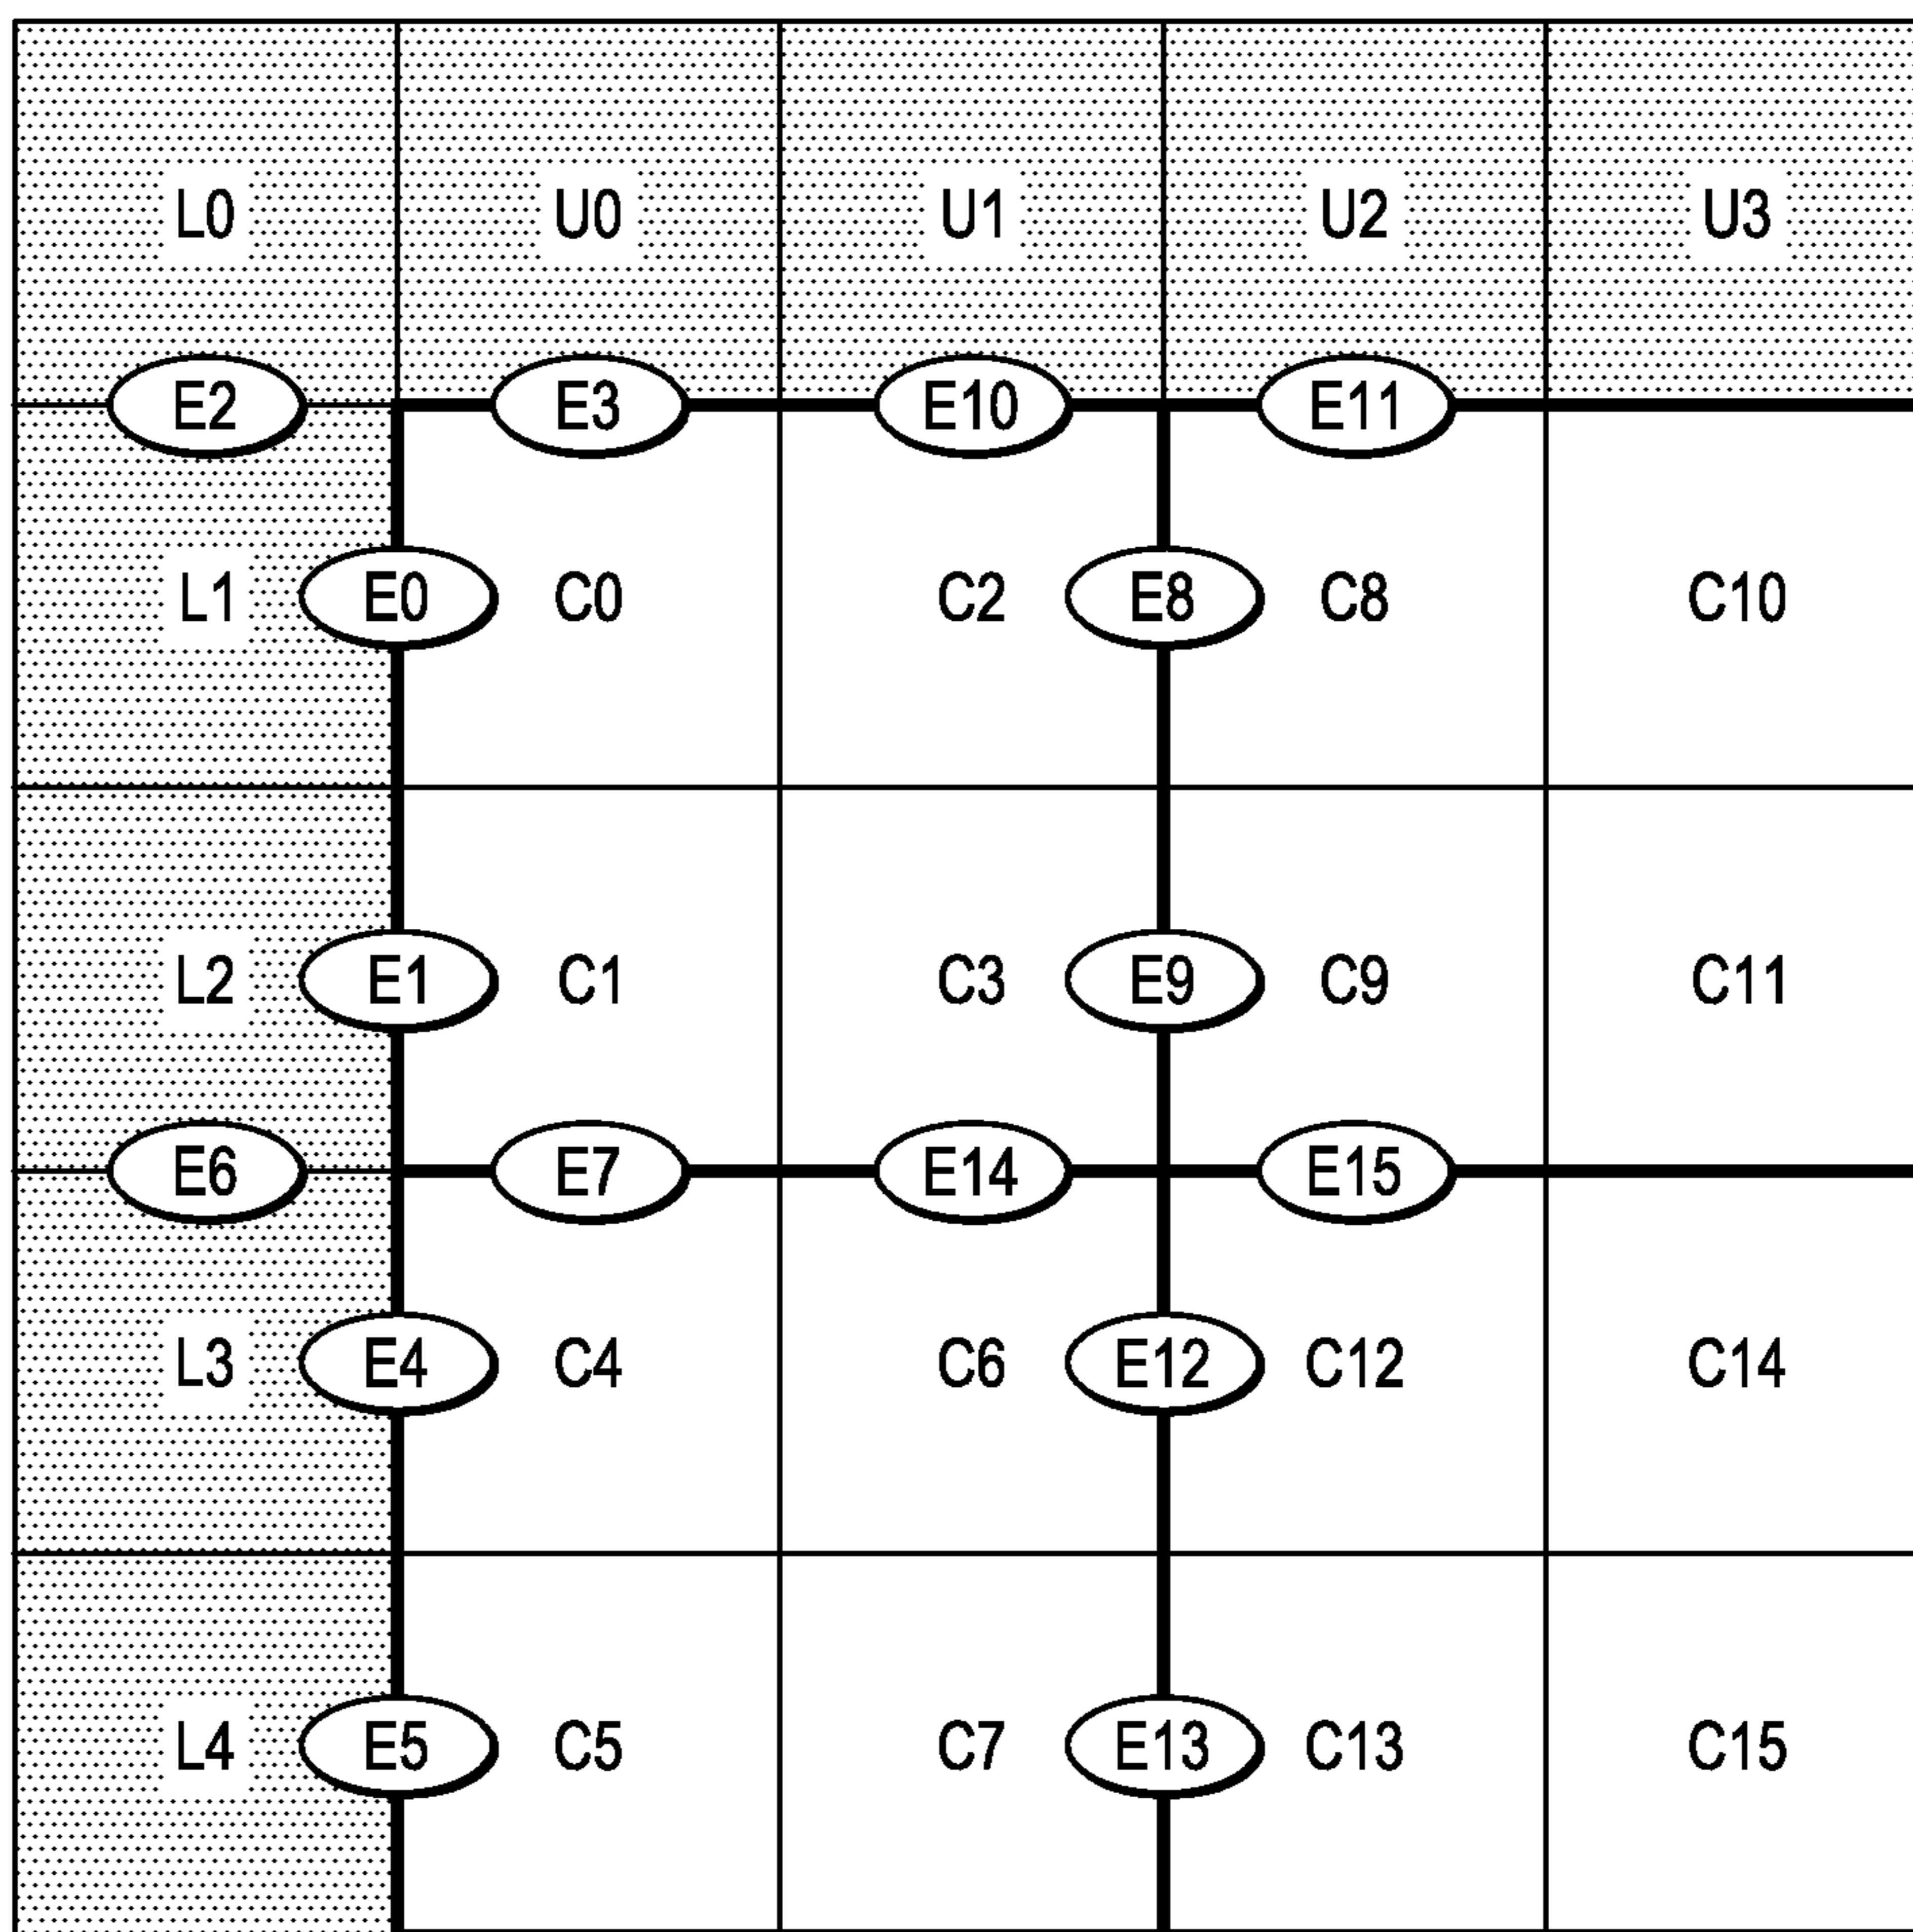 L0 U0 U1 U2 U3
E2 E3 E10 E11
L1 E0 C0 C2 E8 C8 C10
L2 E1 C1 C3 E9 C9 C11
E6 E7 E14 E15
L3 E4 C4 C6 E12 C12 C14
L4 E5 C5 C7 E13 C13 C15